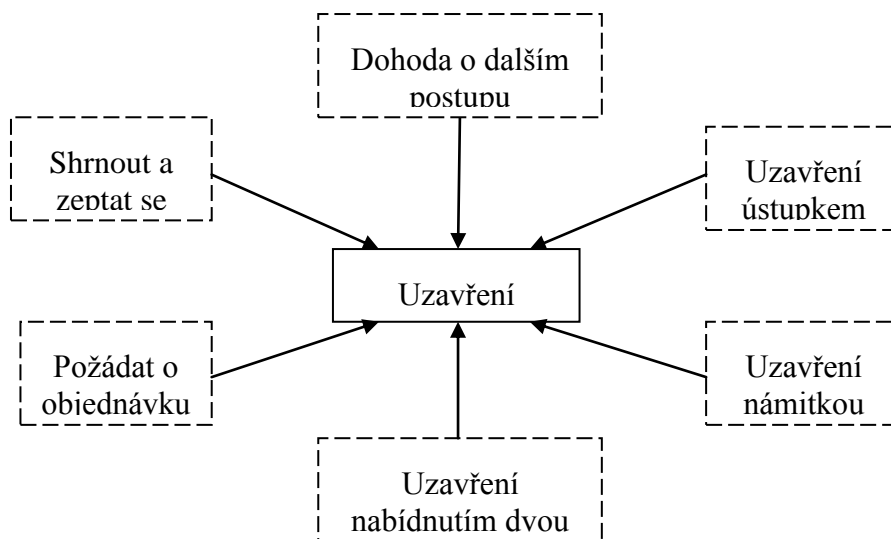 Dohoda o dalším
postupu
Shrnout a
zeptat se
Uzavření
ústupkem
Uzavření
Požádat o
objednávku
Uzavření
námitkou
Uzavření
nabídnutím dvou